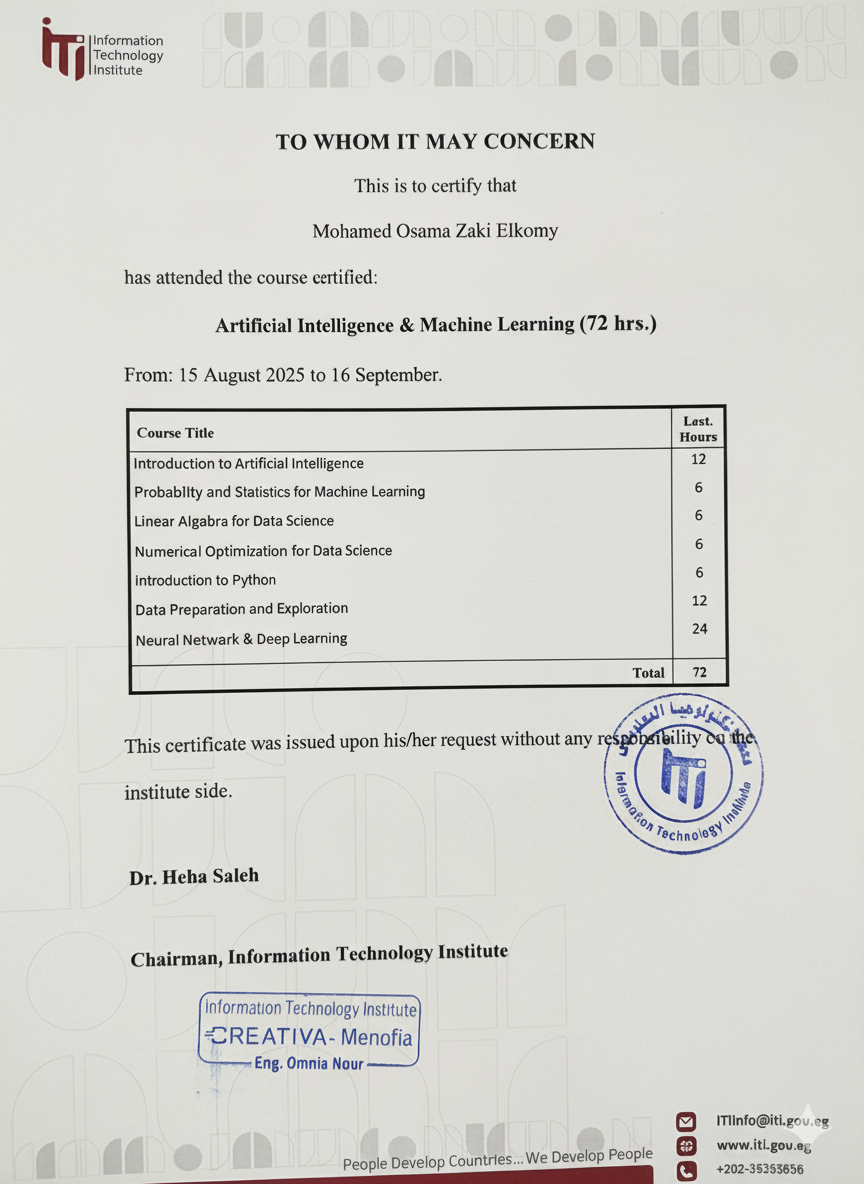 iTi Information
Technology
Institute
TO WHOM IT MAY CONCERN
This is to certify that
Mohamed Osama Zaki Elkomy
has attended the course certified:
Artificial Intelligence & Machine Learning (72 hrs.)
From: 15 August 2025 to 16 September.
Course Title Last. Hours
Introduction to Artificial Intelligence 12
Probabllty and Statistics for Machine Learning 6
Linear Algabra for Data Science 6
Numerical Optimization for Data Science 6
introduction to Python 6
Data Preparation and Exploration 12
Neural Network & Deep Learning 24
Total 72
This certificate was issued upon his/her request without any responsibility on the
institute side.
iTi
Information Technology Institute
Dr. Heha Saleh
Chairman, Information Technology Institute
Information Technology Institute
CREATIVA- Menofia
Eng. Omnia Nour
ITIinfo@iti.gov.eg
www.itl.gov.eg
+202-35353656
People Develop Countries... We Develop People